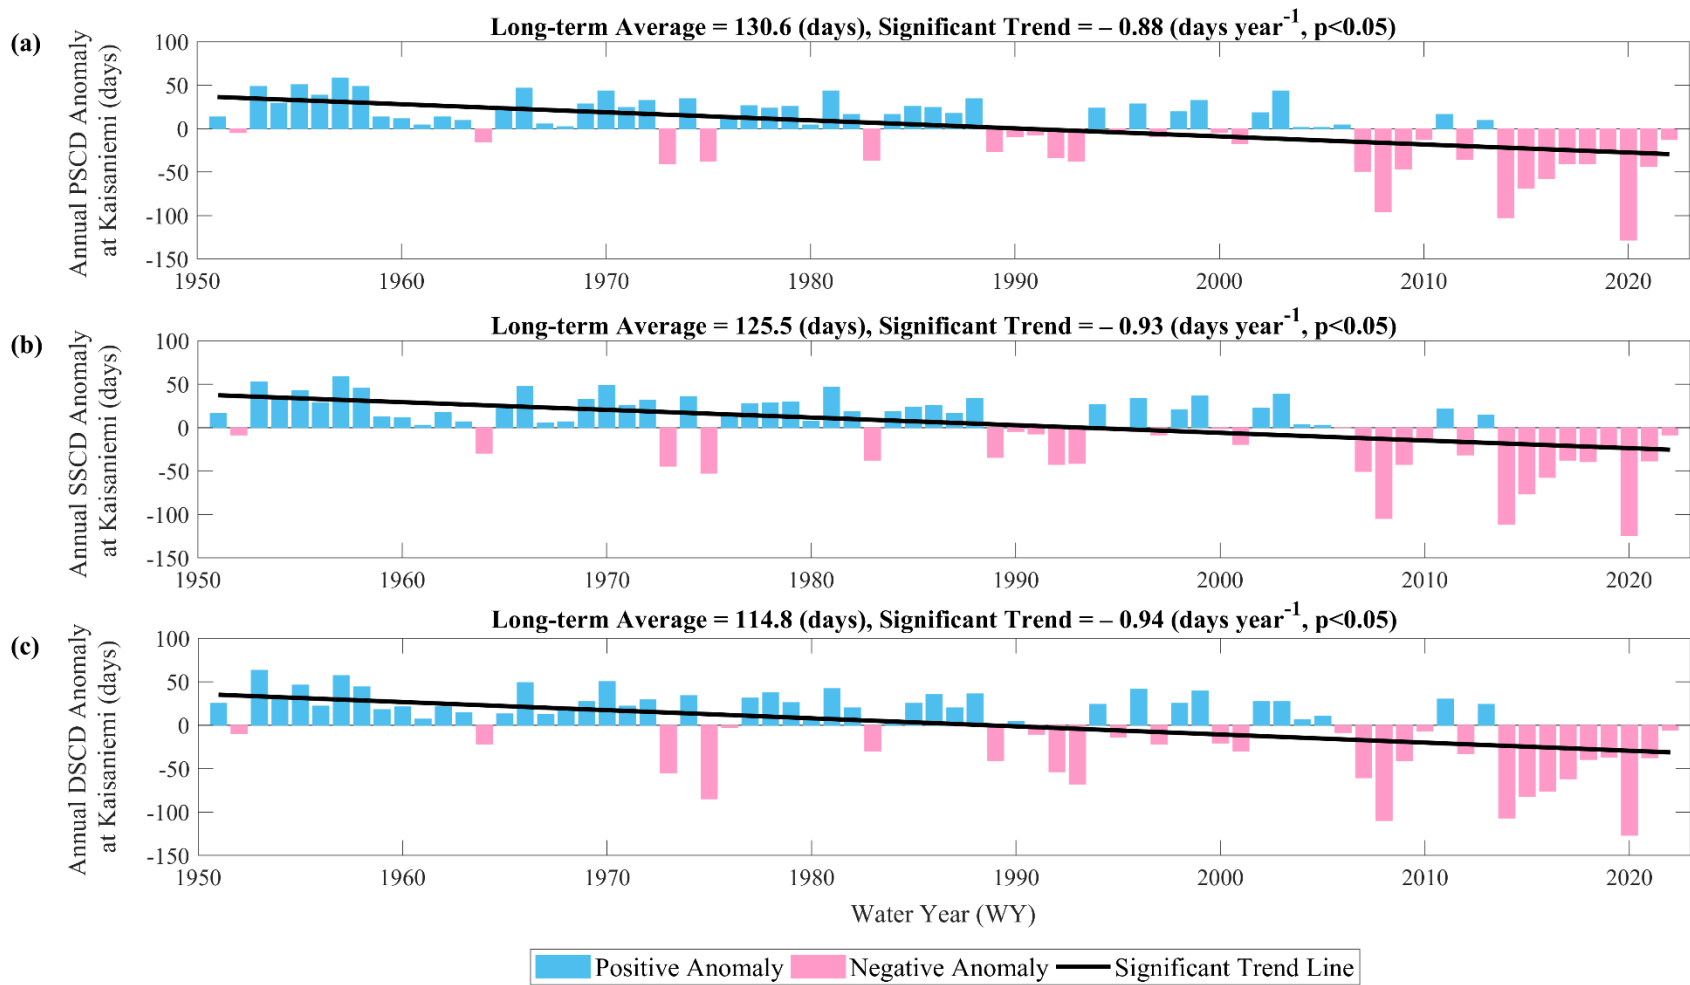 (a)
Long-term Average = 130.6 (days), Significant Trend = – 0.88 (days year-1, p<0.05)
Annual PSCD Anomaly
at Kaisaniemi (days)
100
50
0
-50
-100
-150
1950 1960 1970 1980 1990 2000 2010 2020
(b)
Long-term Average = 125.5 (days), Significant Trend = – 0.93 (days year-1, p<0.05)
Annual SSCD Anomaly
at Kaisaniemi (days)
100
50
0
-50
-100
-150
1950 1960 1970 1980 1990 2000 2010 2020
(c)
Long-term Average = 114.8 (days), Significant Trend = – 0.94 (days year-1, p<0.05)
Annual DSCD Anomaly
at Kaisaniemi (days)
100
50
0
-50
-100
-150
1950 1960 1970 1980 1990 2000 2010 2020
Water Year (WY)
Positive Anomaly Negative Anomaly Significant Trend Line